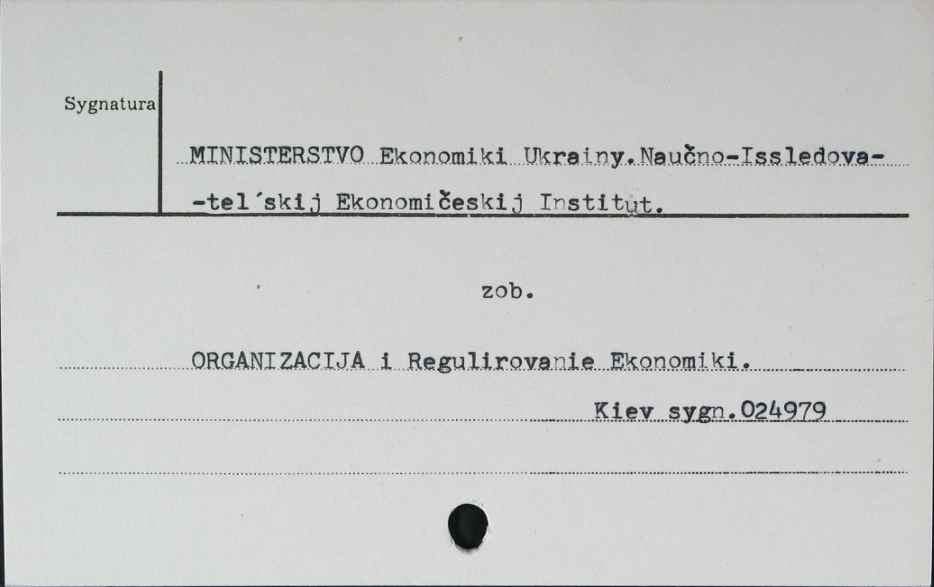 Sygnatura
MINISTERSTVO Ekonomiki Ukrainy.Naučno-Issledova-
-tel´skij Ekonomičeskij Institut.
zob.
ORGANIZACIJA i Regulirovanie Ekonomiki.
Kiev sygn.024979